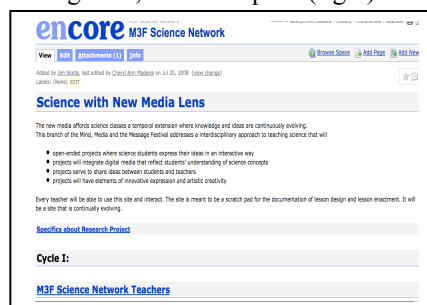 encore M3F Science Network
View Edit Attachments (1) Info
Browse Space Add Page Add New
Added by Jim Slotta, last edited by Cheryl Ann Madeira on Jul 20, 2008 (view change)
Labels: (None) EDIT
Science with New Media Lens
The new media affords science classes a temporal extension where knowledge and ideas are continuously evolving.
This branch of the Mind, Media and the Message Festival addresses a interdisciplinary approach to teaching science that will
● open-ended projects where science students express their ideas in an interactive way
● projects will integrate digital media that reflect students' understanding of science concepts
● projects serve to share ideas between students and teachers
● projects will have elements of innovative expression and artistic creativity
Every teacher will be able to use this site and interact. The site is meant to be a scratch pad for the documentation of lesson design and lesson enactment. It will
be a site that is continually evolving.
Specifics about Research Project
Cycle I:
M3F Science Network Teachers